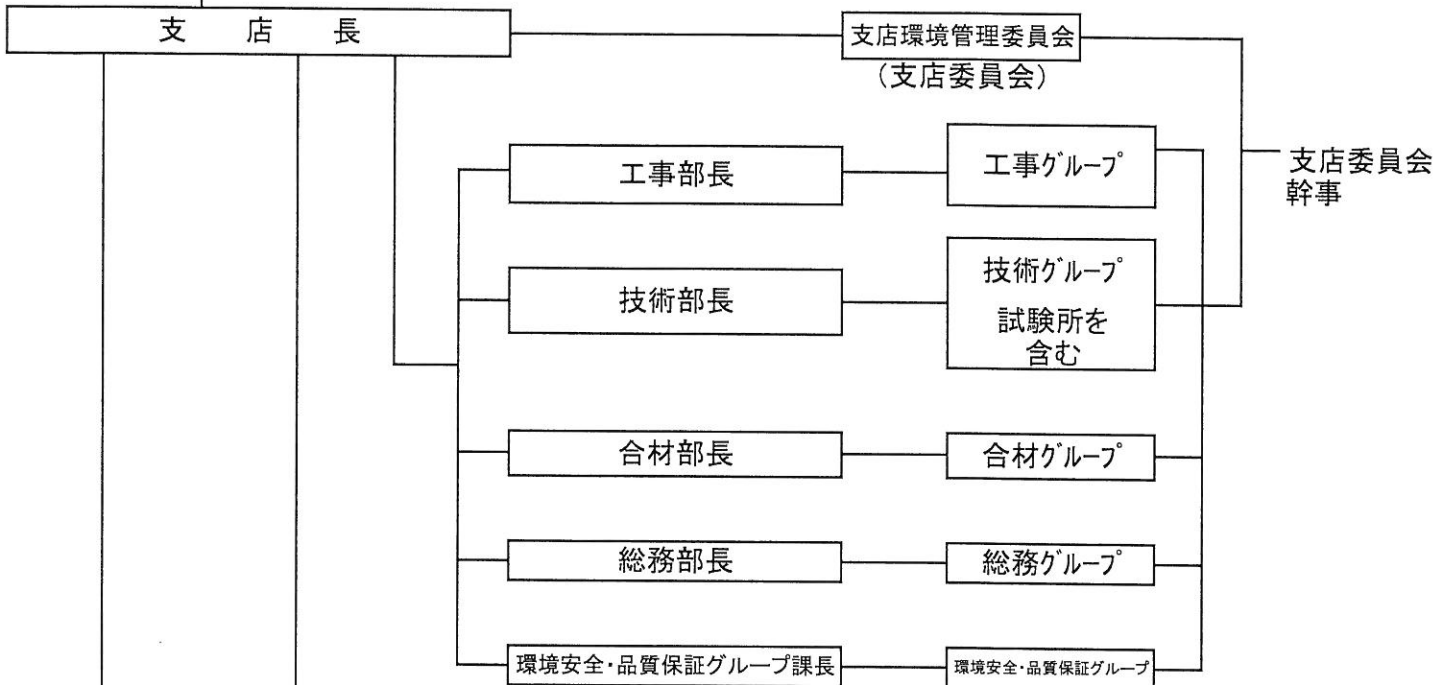 支店長
支店環境管理委員会
（支店委員会）
工事部長
工事グループ
支店委員会
幹事
技術部長
技術グループ
試験所を
含む
合材部長
合材グループ
総務部長
総務グループ
環境安全・品質保証グループ課長
環境安全・品質保証グループ